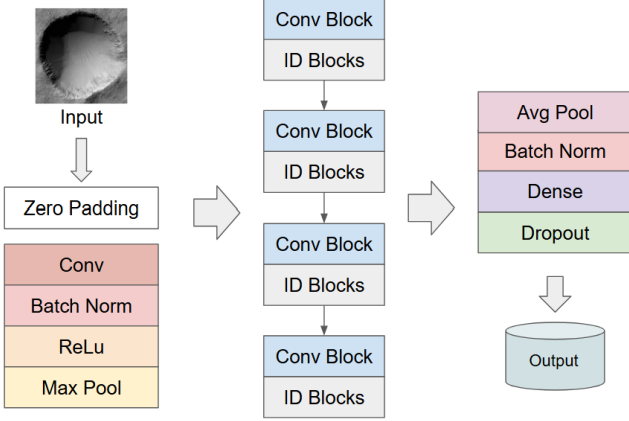 Input
Zero Padding
Conv
Batch Norm
ReLu
Max Pool
Conv Block
ID Blocks
Conv Block
ID Blocks
Conv Block
ID Blocks
Conv Block
ID Blocks
Avg Pool
Batch Norm
Dense
Dropout
Output